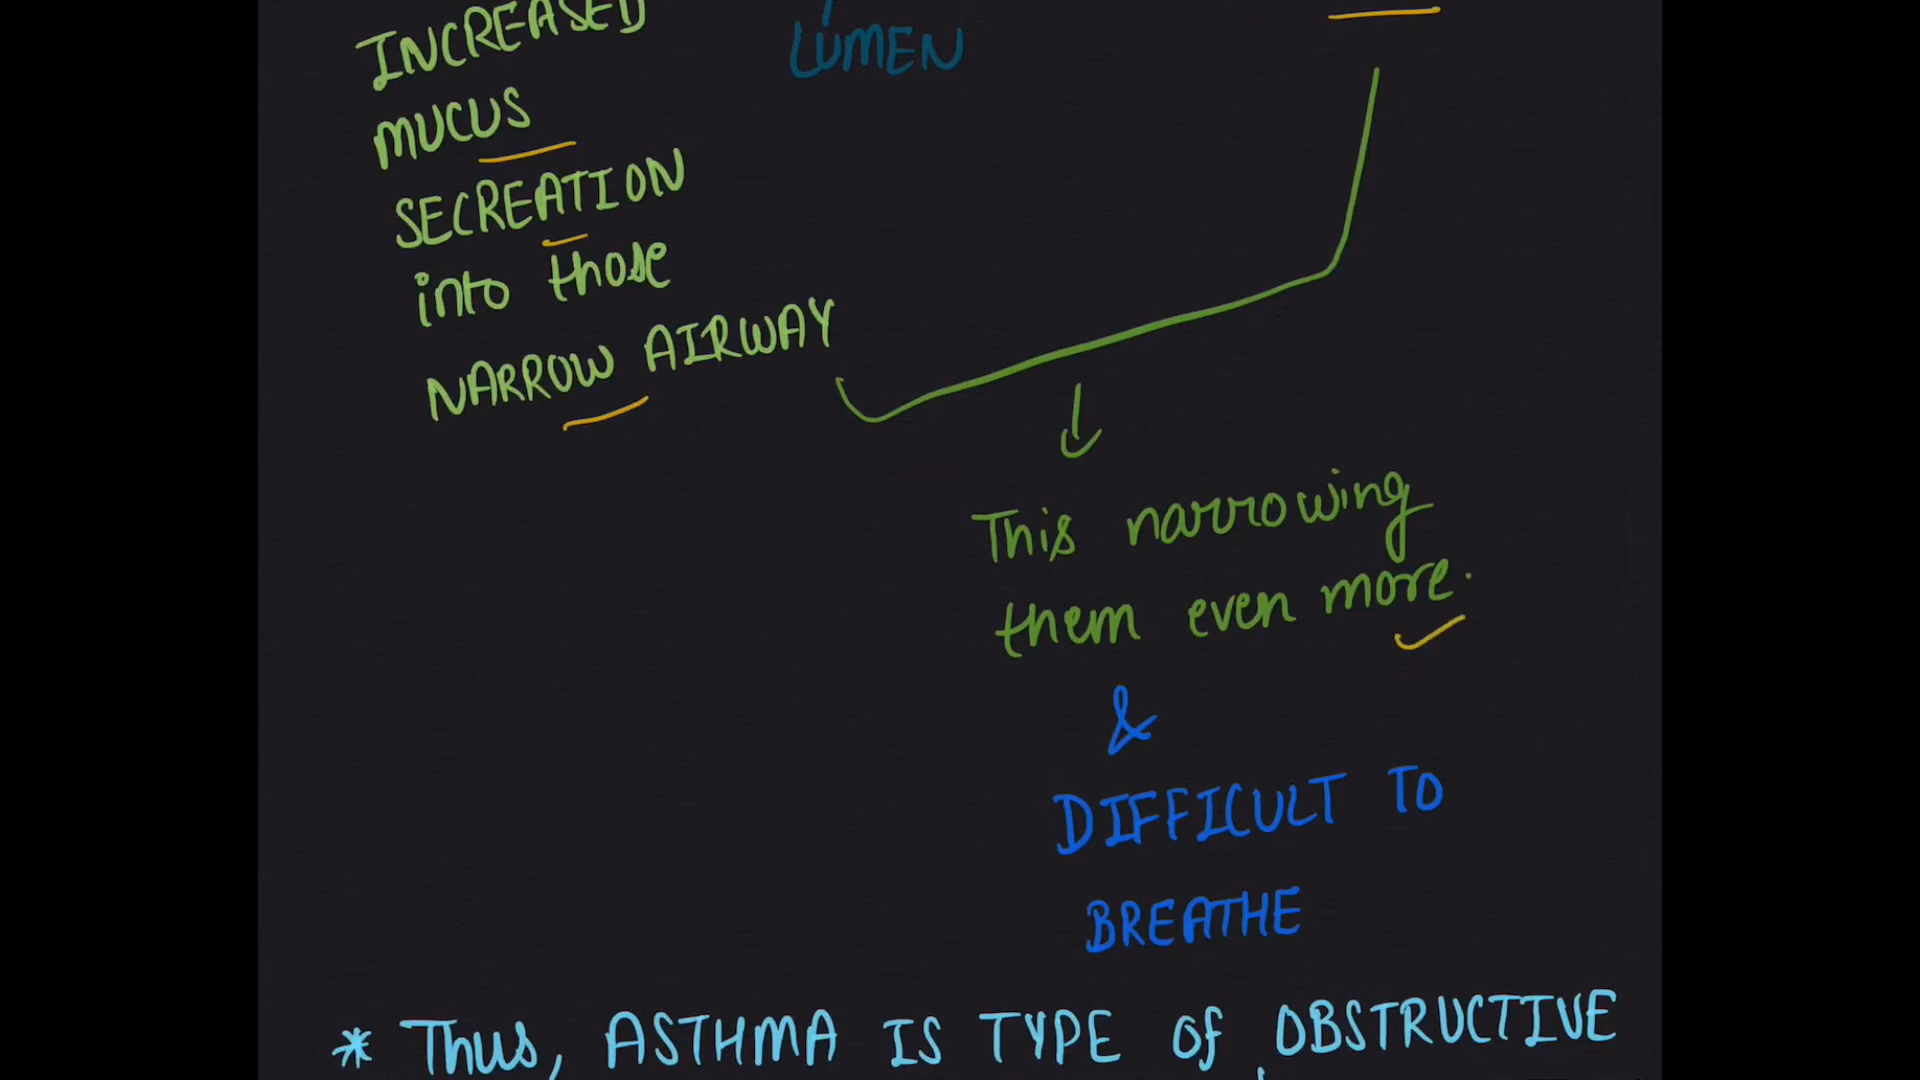 INCREASED
LUMEN
MUCUS
SECREATION
into those
NARROW AIRWAY
This narrowing
them even more.
&
DIFFICULT TO
BREATHE
* Thus, ASTHMA IS TYPE of OBSTRUCTIVE